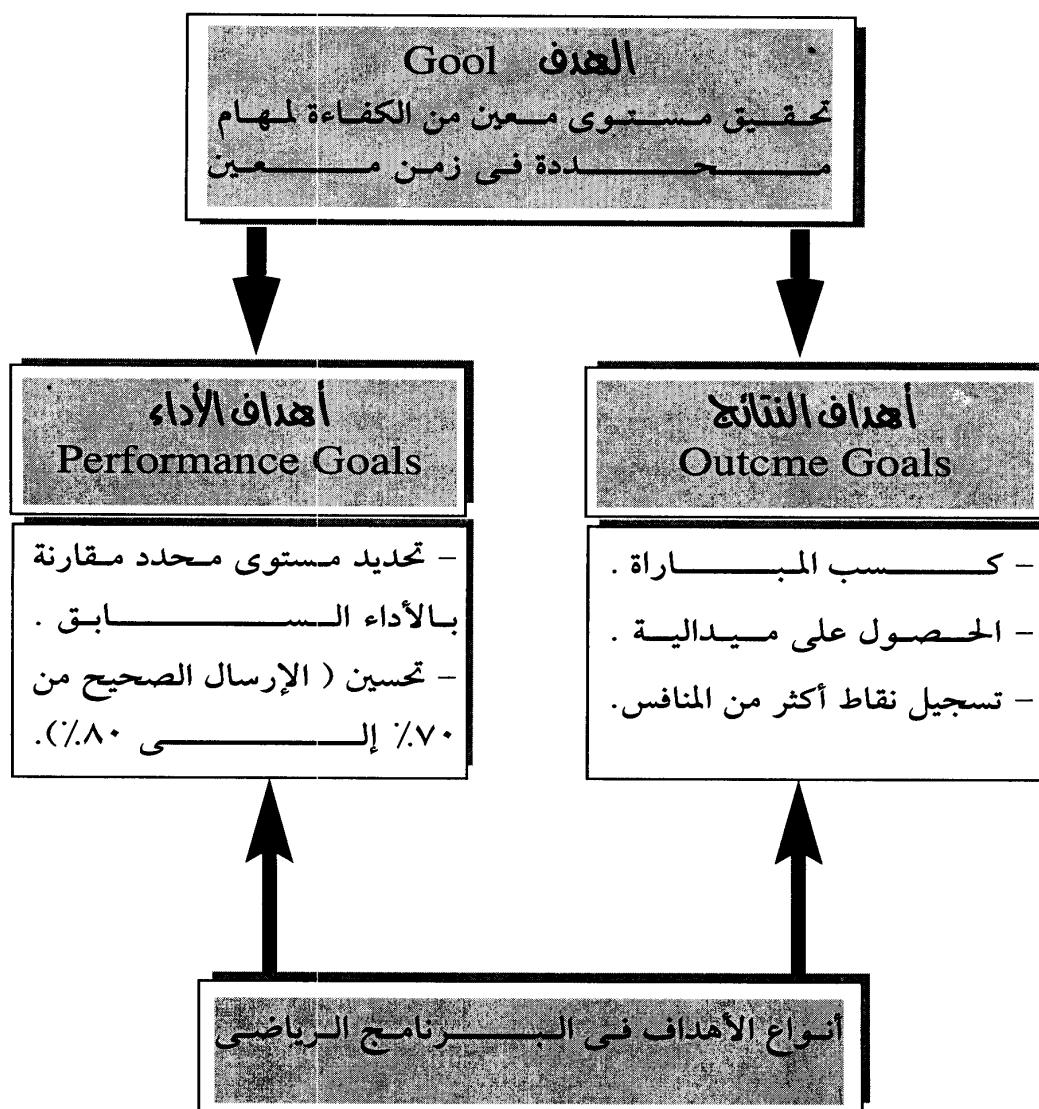 الهدف Gool
تحقيق مستوى معين من الكفاءة لمهام
محددة فى زمن معين
أهداف النتائج
Outcme Goals
– كسب المباراة .
– الحصول على ميدالية .
– تسجيل نقاط أكثر من المنافس.
أهداف الأداء
Performance Goals
– تحديد مستوى محدد مقارنة
بالأداء السابق .
– تحسين ( الإرسال الصحيح من
٧٠٪ إلى ٨٠٪).
أنواع الأهداف فى البرنامج الرياضى